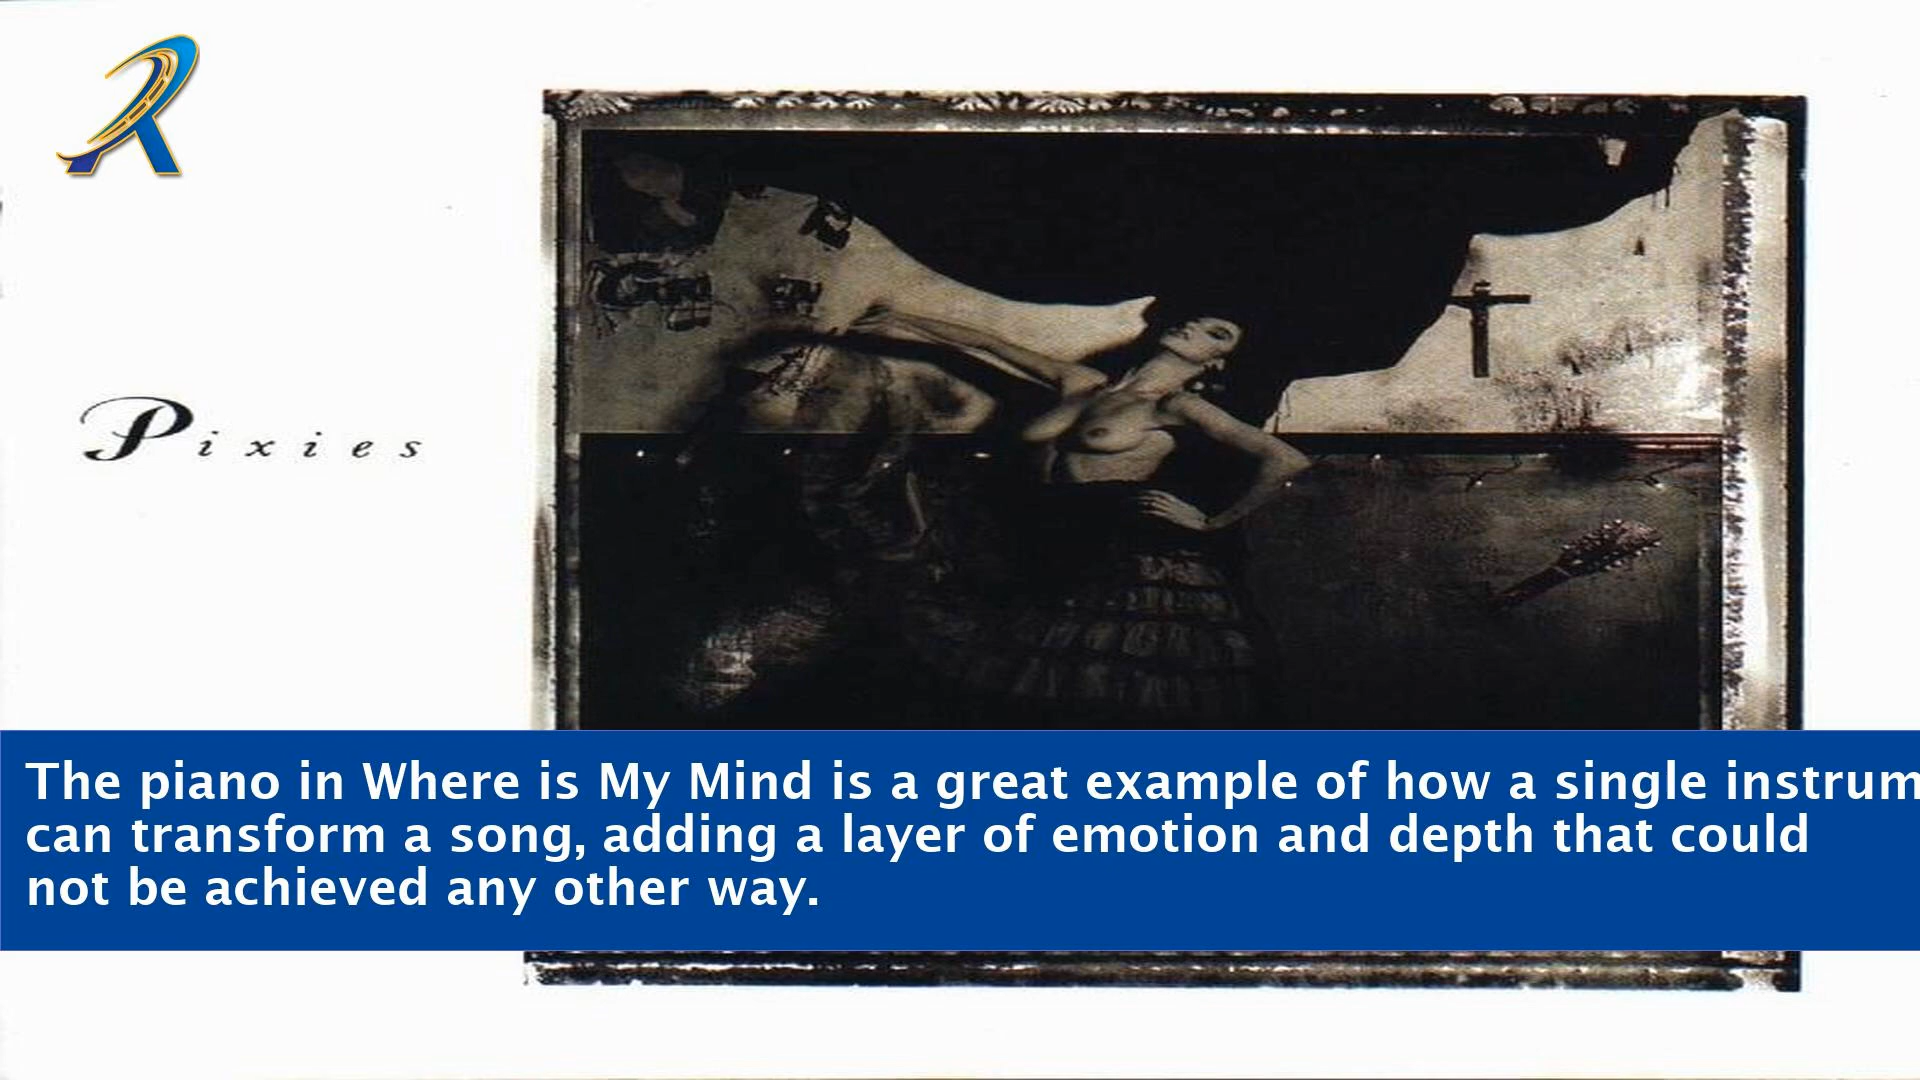 Pixies
The piano in Where is My Mind is a great example of how a single instrum
can transform a song, adding a layer of emotion and depth that could
not be achieved any other way.